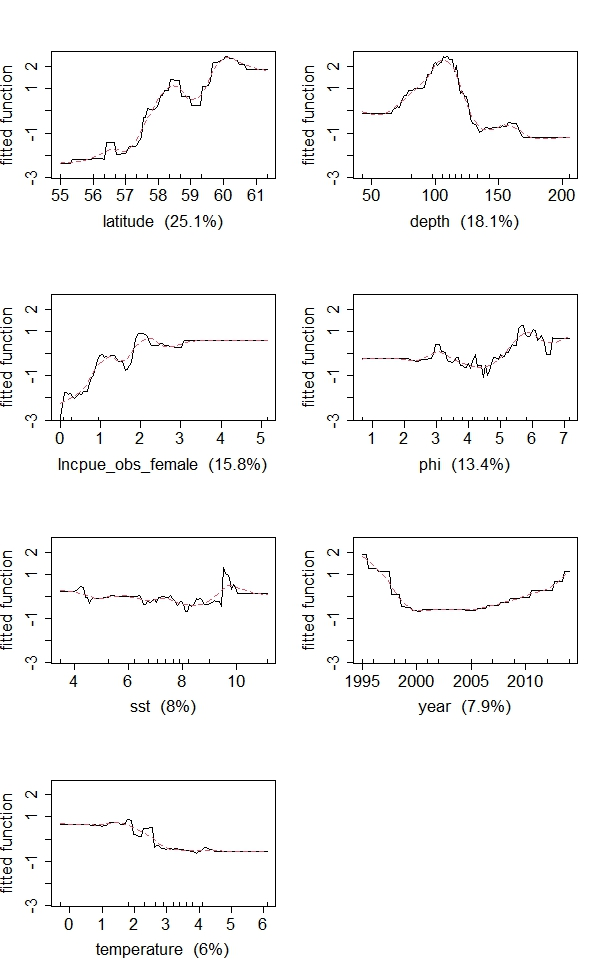 fitted function
2
1
-1
-3
55 56 57 58 59 60 61
latitude (25.1%)
fitted function
2
1
-1
-3
50 100 150 200
depth (18.1%)
fitted function
2
1
-1
-3
0 1 2 3 4 5
lncpue_obs_female (15.8%)
fitted function
2
1
-1
-3
1 2 3 4 5 6 7
phi (13.4%)
fitted function
2
1
-1
-3
4 6 8 10
sst (8%)
fitted function
2
1
-1
-3
1995 2000 2005 2010
year (7.9%)
fitted function
2
1
-1
-3
0 1 2 3 4 5 6
temperature (6%)